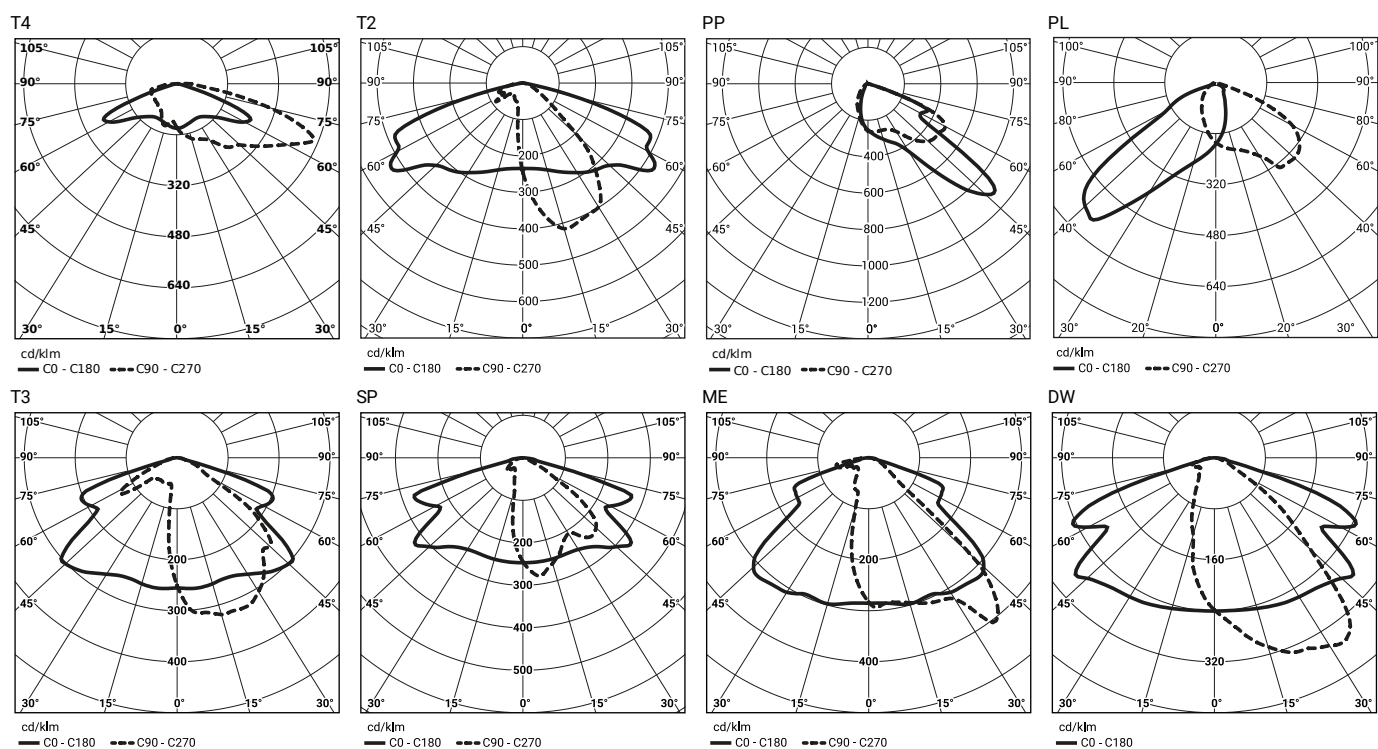 T4
105° 105°
90° 90°
75° 75°
60° 320 60°
45° 480 45°
640
30° 15° 0° 15° 30°
cd/klm
C0 - C180 C90 - C270
T2
105° 105°
90° 90°
75° 75°
200
60° 300 60°
45° 400 45°
500
600
30° 15° 0° 15° 30°
cd/klm
C0 - C180 C90 - C270
PP
105° 105°
90° 90°
75° 75°
400
60° 600 60°
45° 800 45°
1000
1200
30° 15° 0° 15° 30°
cd/klm
C0 - C180 C90 - C270
PL
100° 100°
90° 90°
80° 80°
60° 320 60°
40° 480 40°
640
30° 20° 0° 20° 30°
cd/klm
C0 - C180 C90 - C270
T3
105° 105°
90° 90°
75° 75°
60° 200 60°
45° 300 45°
400
30° 15° 0° 15° 30°
cd/klm
C0 - C180 C90 - C270
SP
105° 105°
90° 90°
75° 75°
60° 200 60°
300
45° 400 45°
500
30° 15° 0° 15° 30°
cd/klm
C0 - C180 C90 - C270
ME
105° 105°
90° 90°
75° 75°
60° 200 60°
45° 45°
400
30° 15° 0° 15° 30°
cd/klm
C0 - C180 C90 - C270
DW
105° 105°
90° 90°
75° 75°
60° 160 60°
45° 45°
320
30° 15° 0° 15° 30°
cd/klm
C0 - C180